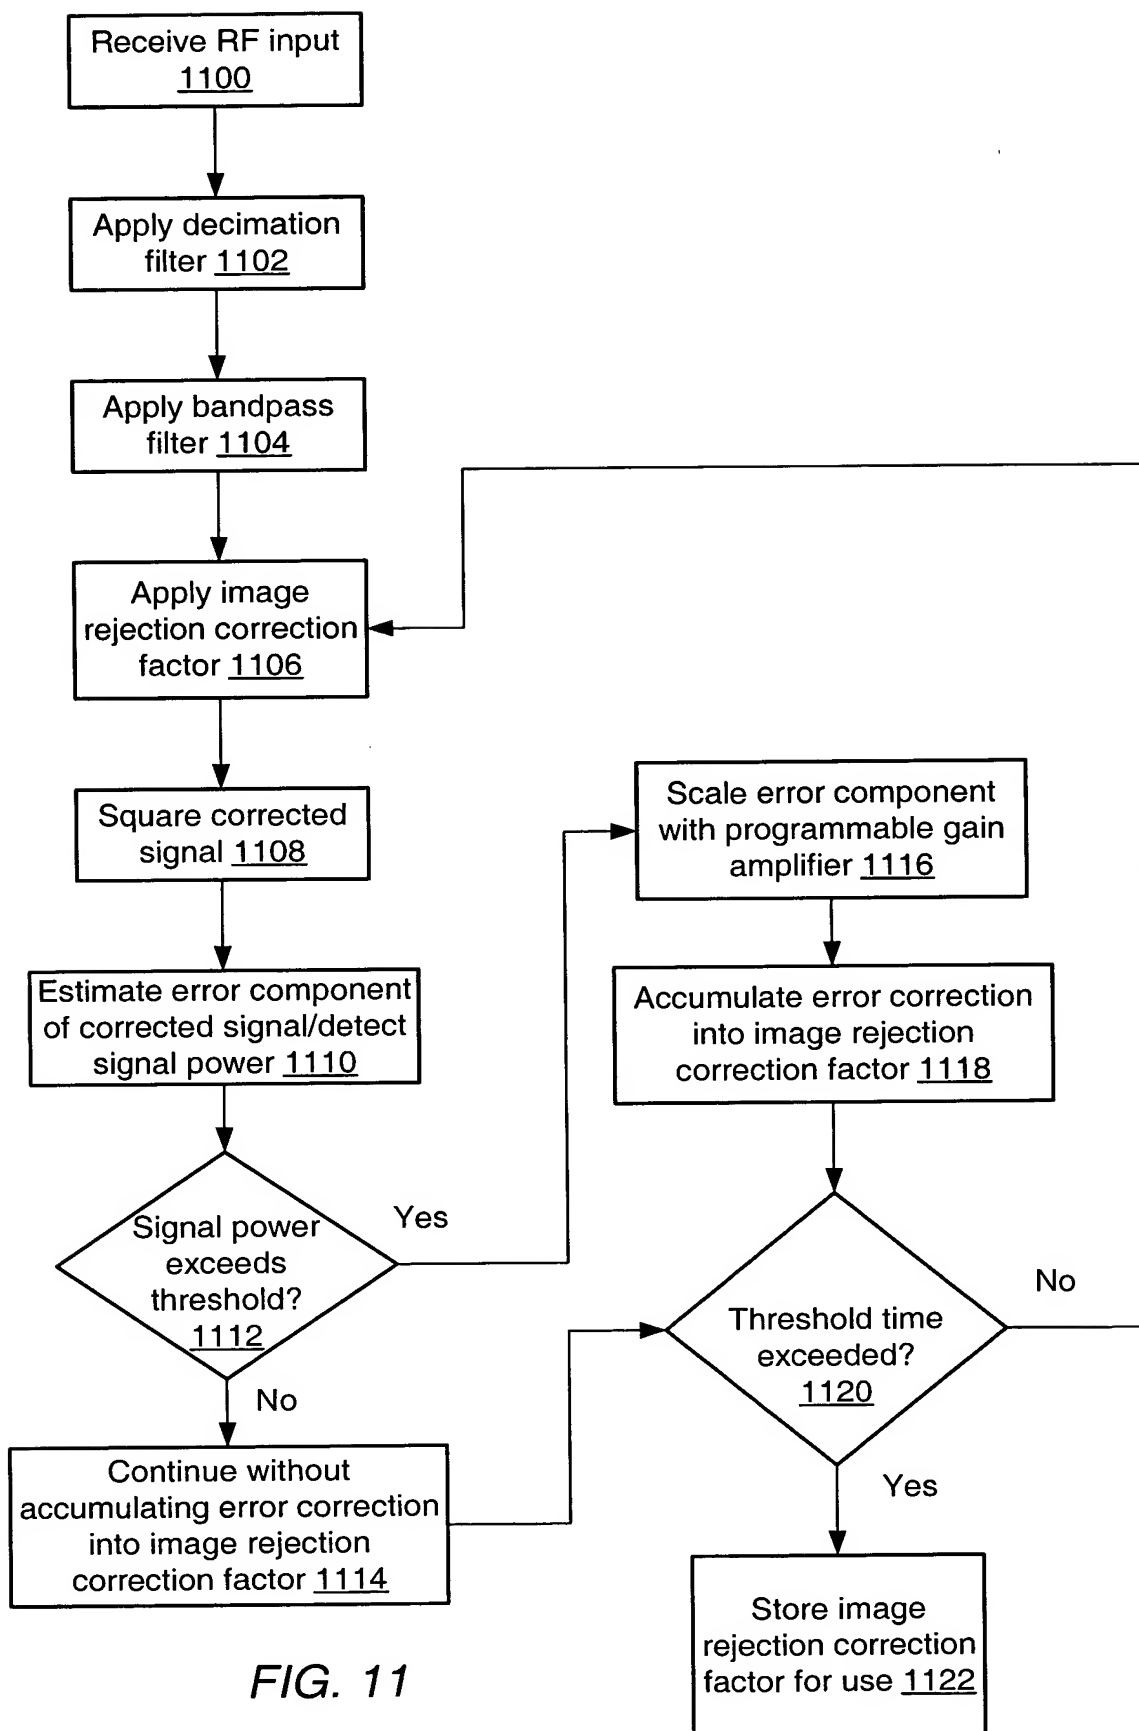 Receive RF input
1100
Apply decimation
filter 1102
Apply bandpass
filter 1104
Apply image
rejection correction
factor 1106
Square corrected
signal 1108
Estimate error component
of corrected signal/detect
signal power 1110
Signal power
exceeds
threshold?
1112
Yes
No
Continue without
accumulating error correction
into image rejection
correction factor 1114
Scale error component
with programmable gain
amplifier 1116
Accumulate error correction
into image rejection
correction factor 1118
Threshold time
exceeded?
1120
No
Yes
Store image
rejection correction
factor for use 1122
FIG. 11